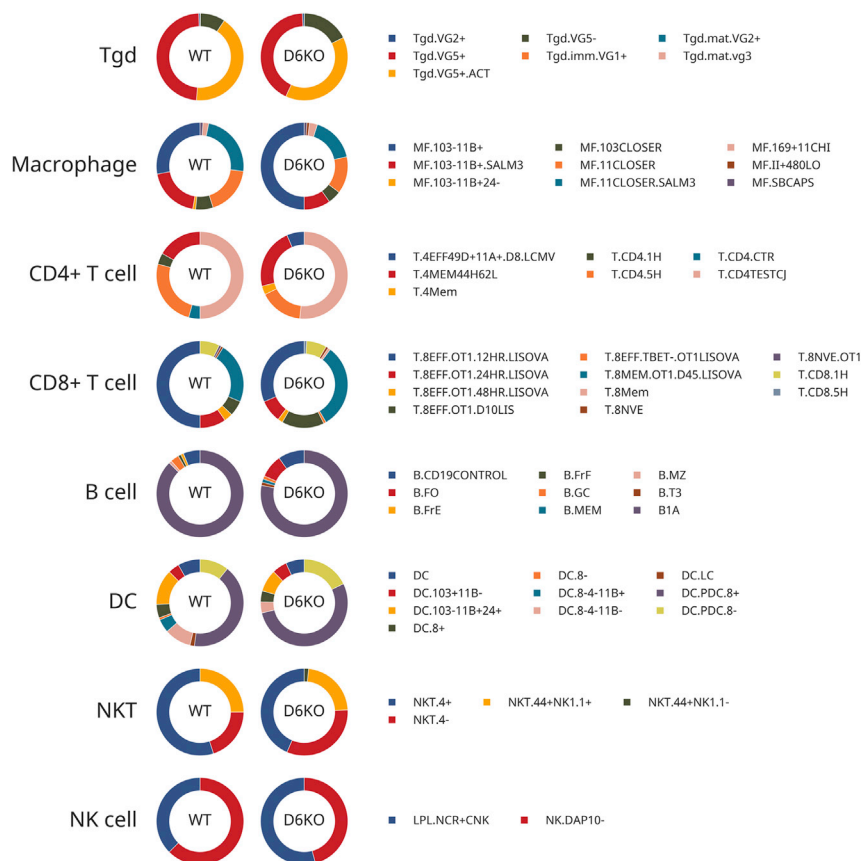 Tgd
WT
D6KO
Tgd.VG2+ Tgd.VG5- Tgd.mat.VG2+
Tgd.VG5+ Tgd.imm.VG1+ Tgd.mat.vg3
Tgd.VG5+.ACT
Macrophage
WT
D6KO
MF.103-11B+ MF.103CLOSER MF.169+11CHI
MF.103-11B+.SALM3 MF.11CLOSER MF.II+480LO
MF.103-11B+24- MF.11CLOSER.SALM3 MF.SBCAPS
CD4+ T cell
WT
D6KO
T.4EFF49D+11A+.D8.LCMV T.CD4.1H T.CD4.CTR
T.4MEM44H62L T.CD4.5H T.CD4TESTCJ
T.4Mem
CD8+ T cell
WT
D6KO
T.8EFF.OT1.12HR.LISOVA T.8EFF.TBET-.OT1LISOVA T.8NVE.OT1
T.8EFF.OT1.24HR.LISOVA T.8MEM.OT1.D45.LISOVA T.CD8.1H
T.8EFF.OT1.48HR.LISOVA T.8Mem T.CD8.5H
T.8EFF.OT1.D10LIS T.8NVE
B cell
WT
D6KO
B.CD19CONTROL B.FrF B.MZ
B.FO B.GC B.T3
B.FrE B.MEM B1A
DC
WT
D6KO
DC DC.8- DC.LC
DC.103+11B- DC.8-4-11B+ DC.PDC.8+
DC.103-11B+24+ DC.8-4-11B- DC.PDC.8-
DC.8+
NKT
WT
D6KO
NKT.4+ NKT.44+NK1.1+ NKT.44+NK1.1-
NKT.4-
NK cell
WT
D6KO
LPL.NCR+CNK NK.DAP10-